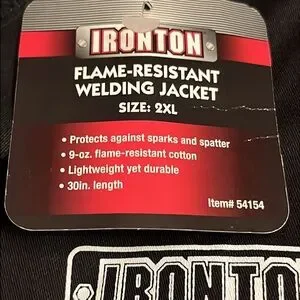 IRONTON
FLAME-RESISTANT
WELDING JACKET
SIZE: 2XL
• Protects against sparks and spatter
• 9-oz. flame-resistant cotton
• Lightweight yet durable
• 30in. length
Item# 54154
IRONTON